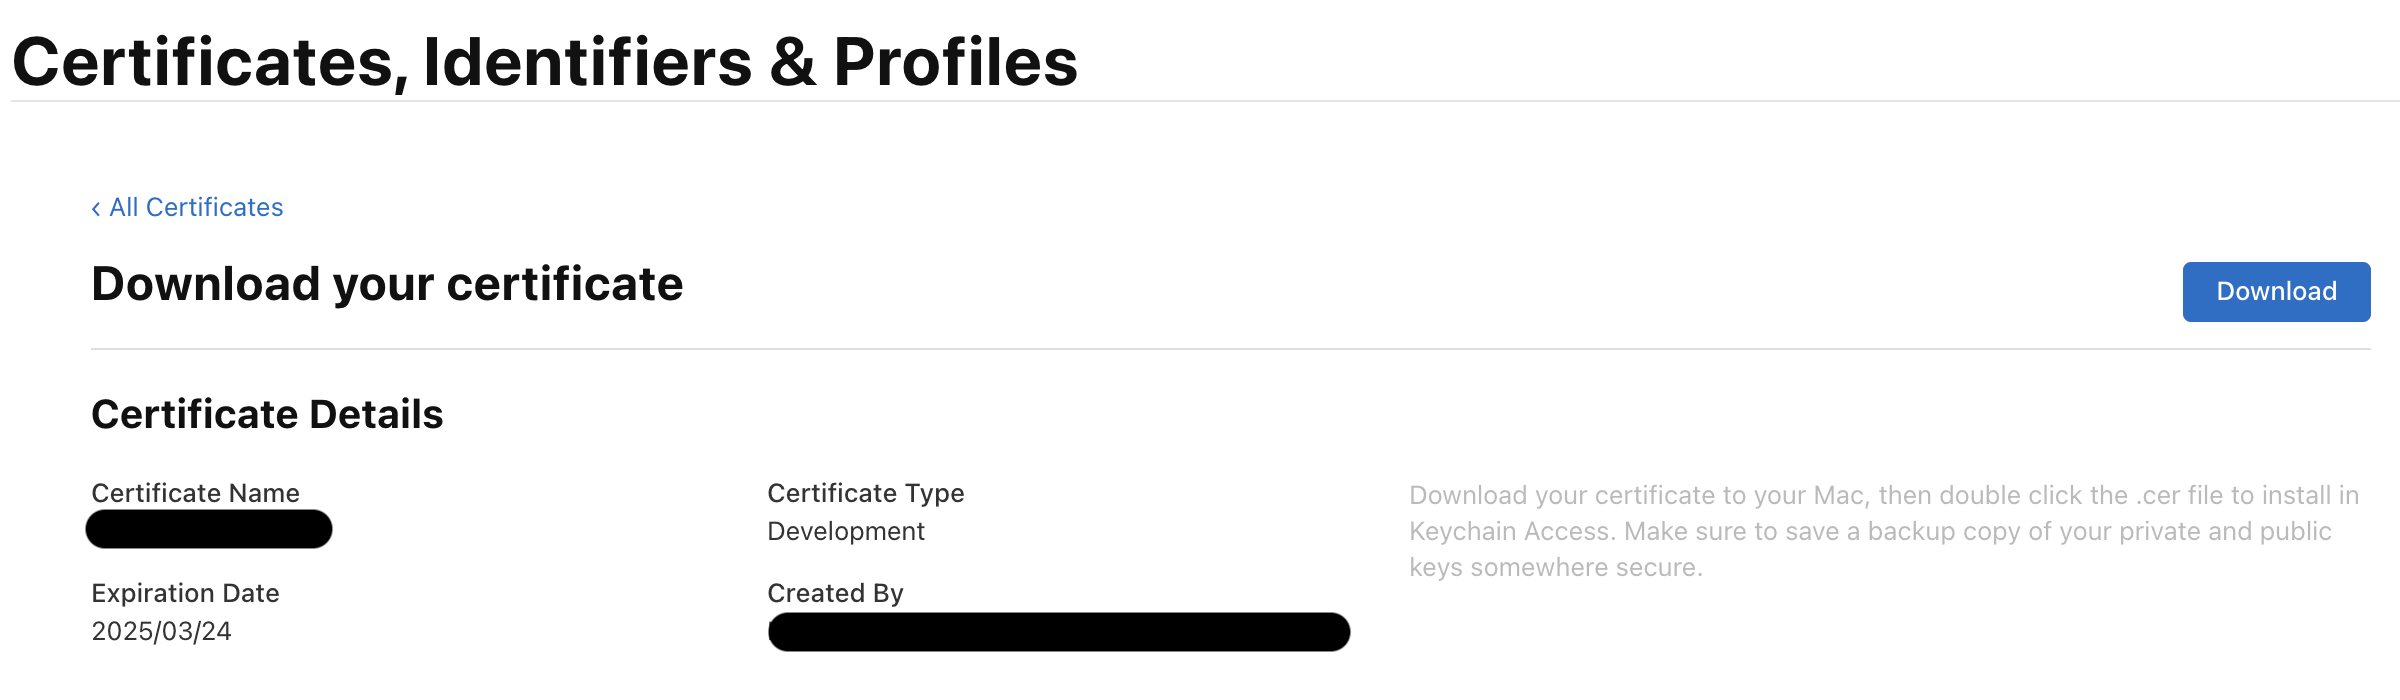 Certificates, Identifiers & Profiles
‹ All Certificates
Download your certificate
Download
Certificate Details
Certificate Name
Certificate Type
Development
Expiration Date
2025/03/24
Created By
Download your certificate to your Mac, then double click the .cer file to install in
Keychain Access. Make sure to save a backup copy of your private and public
keys somewhere secure.